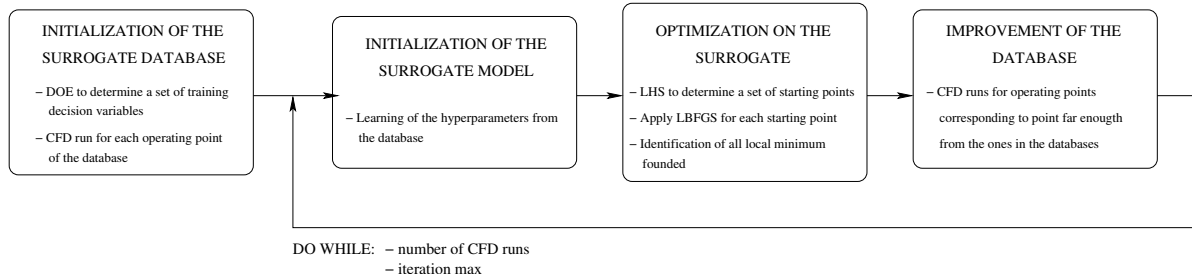 INITIALIZATION OF THE
SURROGATE DATABASE
– DOE to determine a set of training
decision variables
– CFD run for each operating point
of the database
INITIALIZATION OF THE
SURROGATE MODEL
– Learning of the hyperparameters from
the database
OPTIMIZATION ON THE
SURROGATE
– LHS to determine a set of starting points
– Apply LBFGS for each starting point
– Identification of all local minimum
founded
IMPROVEMENT OF THE
DATABASE
– CFD runs for operating points
corresponding to point far enougth
from the ones in the databases
DO WHILE: – number of CFD runs
– iteration max